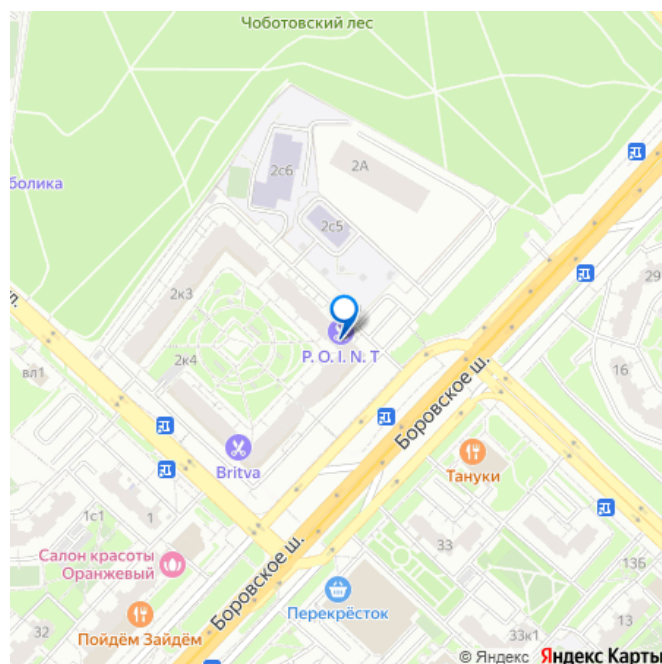 Чоботовский лес
2с6
2А
болика
2с5
29
2к3
л.
P. O. I. N. T
2к4
16
вл1
Боровское ш.
Britva
Тануки
1с1
1
33
Салон красоты
Оранжевый
13Б
Боровское ш.
Перекрёсток
32
Пойдём Зайдём
13
33к1
© Яндекс Яндекс Карты